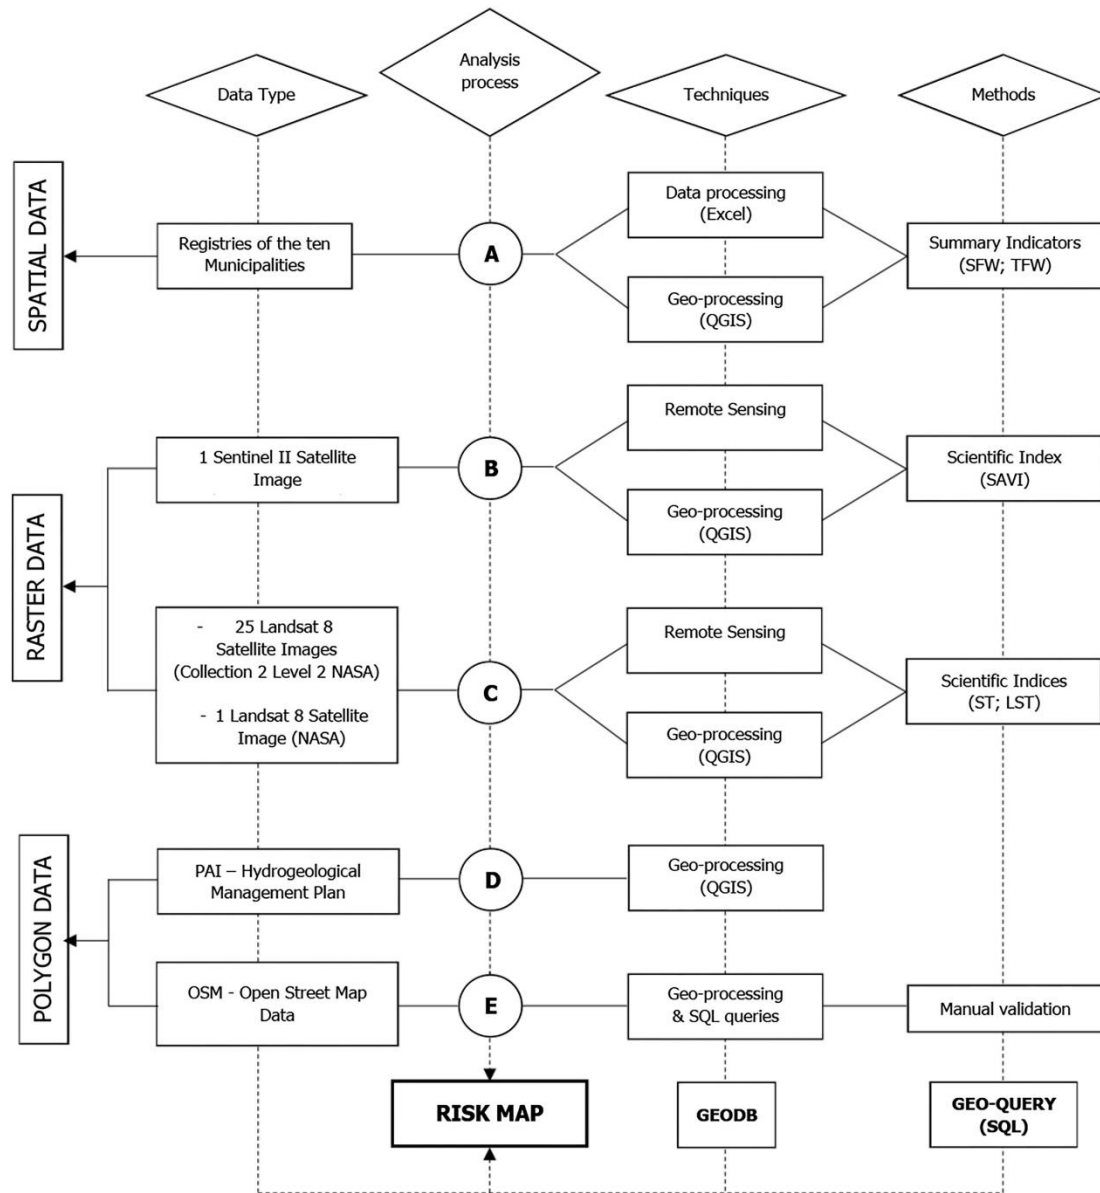 Data Type
Analysis
process
Techniques
Methods
SPATIAL DATA
Registries of the ten
Municipalities
A
Data processing
(Excel)
Geo-processing
(QGIS)
Summary Indicators
(SFW; TFW)
RASTER DATA
1 Sentinel II Satellite
Image
B
Remote Sensing
Geo-processing
(QGIS)
Scientific Index
(SAVI)
- 25 Landsat 8
Satellite Images
(Collection 2 Level 2 NASA)
- 1 Landsat 8 Satellite
Image (NASA)
C
Remote Sensing
Geo-processing
(QGIS)
Scientific Indices
(ST; LST)
POLYGON DATA
PAI – Hydrogeological
Management Plan
D
Geo-processing
(QGIS)
OSM - Open Street Map
Data
E
Geo-processing
& SQL queries
Manual validation
RISK MAP
GEODB
GEO-QUERY
(SQL)